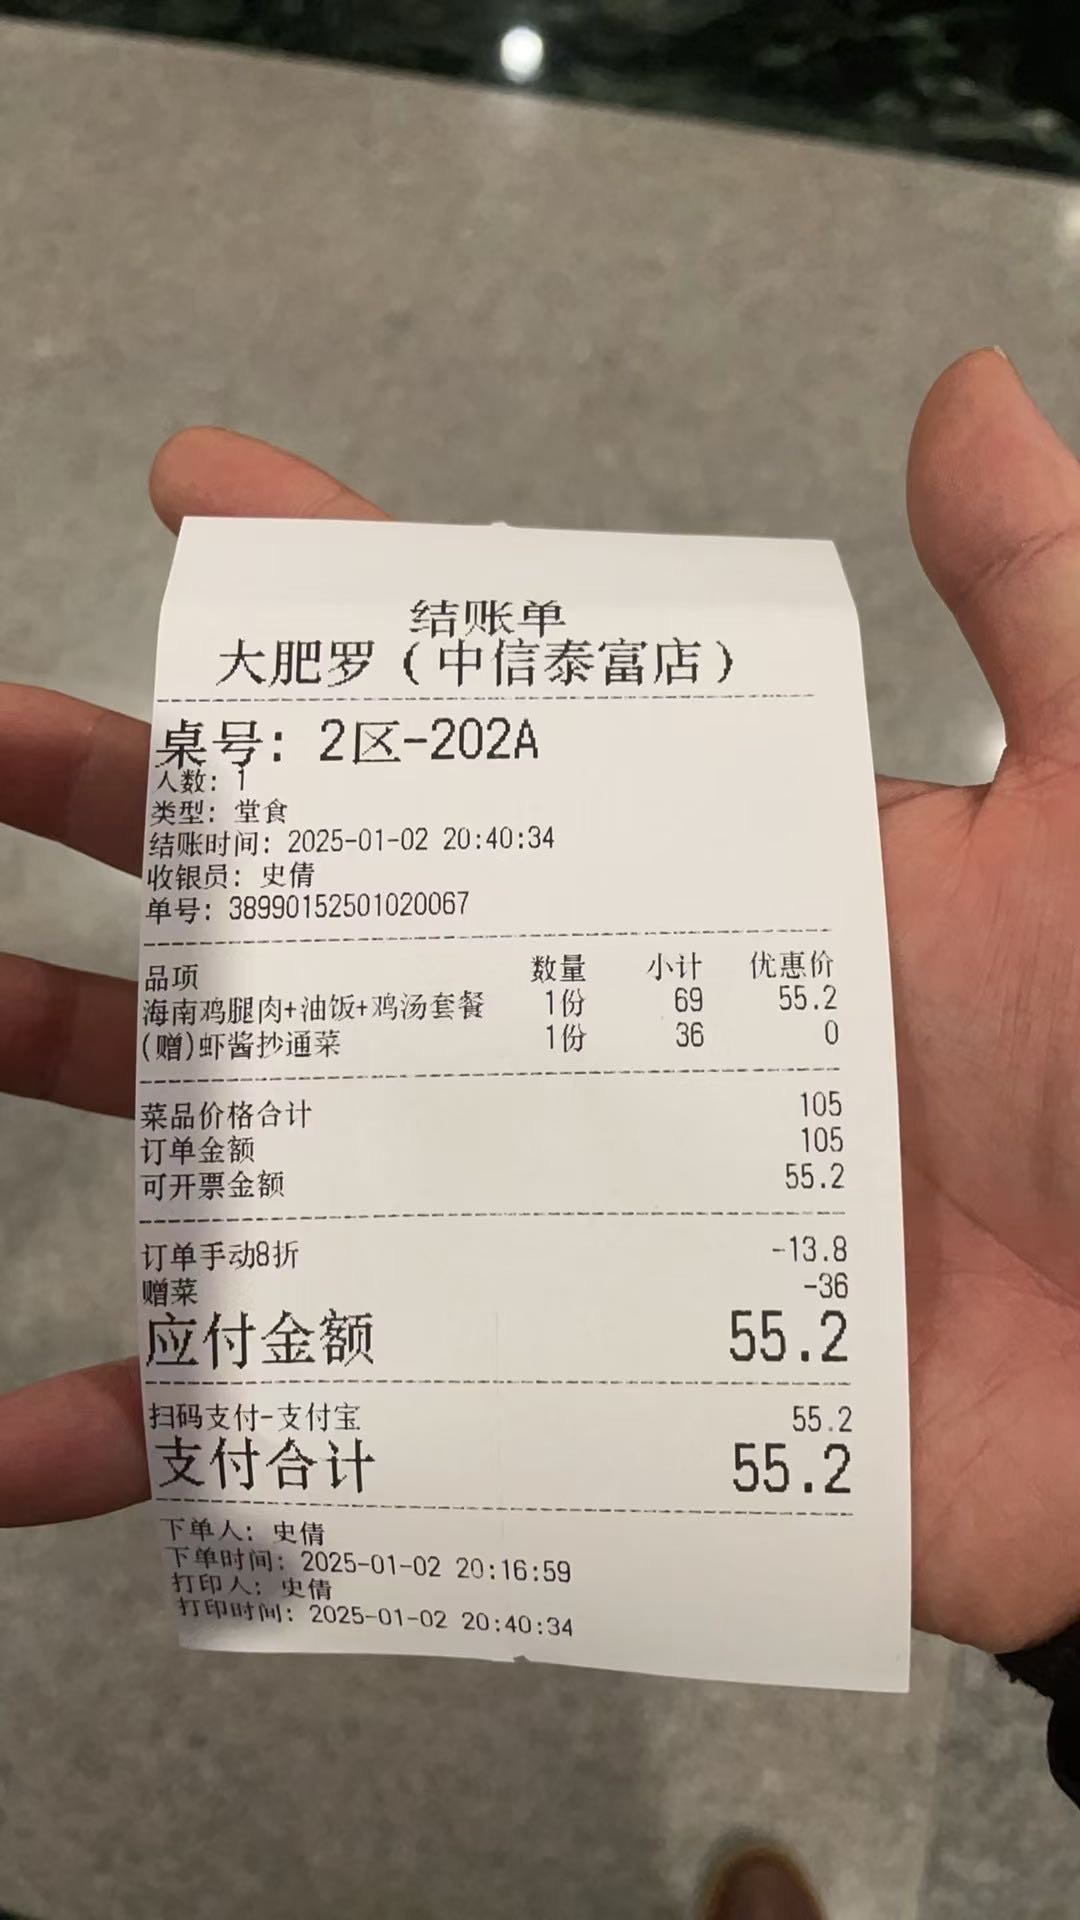 结账单
大肥罗（中信泰富店）
桌号: 2区-202A
人数: 1
类型: 堂食
结账时间: 2025-01-02 20:40:34
收银员: 史倩
单号: 38990152501020067
品项 数量 小计 优惠价
海南鸡腿肉+油饭+鸡汤套餐 1份 69 55.2
(赠)虾酱抄通菜 1份 36 0
菜品价格合计 105
订单金额 105
可开票金额 55.2
订单手动8折 -13.8
赠菜 -36
应付金额 55.2
扫码支付-支付宝 55.2
支付合计 55.2
下单人: 史倩
下单时间: 2025-01-02 20:16:59
打印人: 史倩
打印时间: 2025-01-02 20:40:34